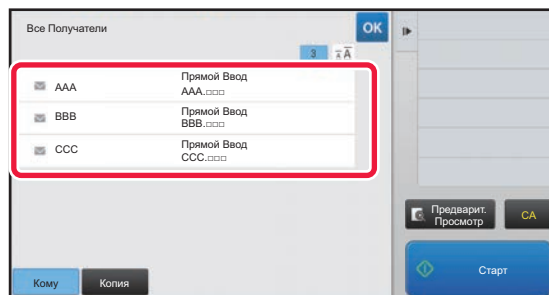 Все Получатели
OK
3
AĀ
AAA
Прямой Ввод
AAA.□□□
BBB
Прямой Ввод
BBB.□□□
CCC
Прямой Ввод
CCC.□□□
Предварит.
Просмотр
CA
Старт
Кому
Копия